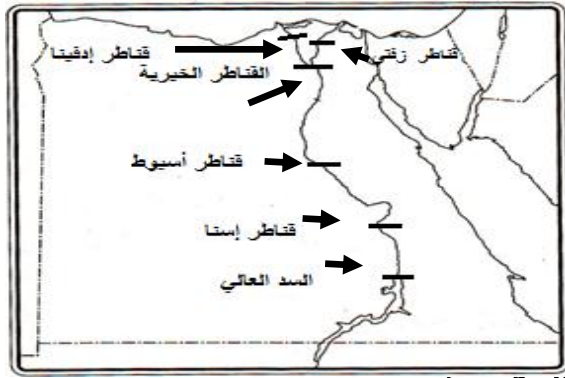 قناطر زفتى
قناطر إدفينا
القناطر الخيرية
قناطر أسيوط
قناطر إسنا
السد العالي